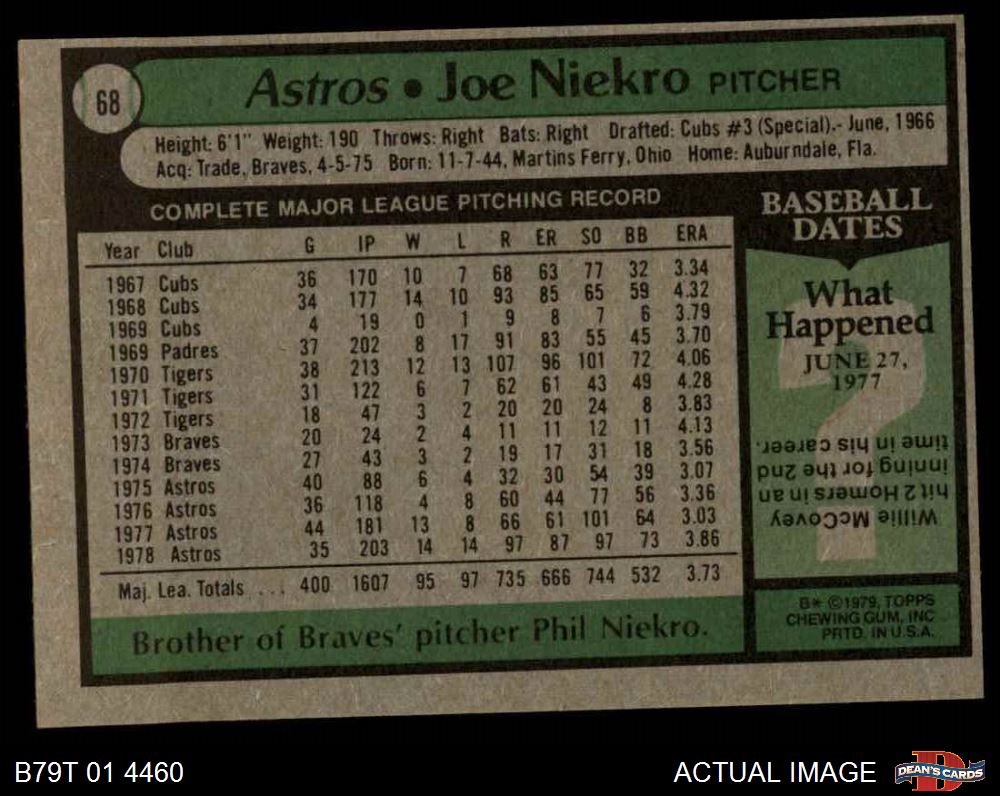 68
Astros • Joe Niekro PITCHER
Height: 6'1" Weight: 190 Throws: Right Bats: Right Drafted: Cubs #3 (Special).- June, 1966
Acq: Trade, Braves, 4-5-75 Born: 11-7-44, Martins Ferry, Ohio Home: Auburndale, Fla.
COMPLETE MAJOR LEAGUE PITCHING RECORD
Year Club G IP W L R ER SO BB ERA
1967 Cubs 36 170 10 7 68 63 77 32 3.34
1968 Cubs 34 177 14 10 93 85 65 59 4.32
1969 Cubs 4 19 0 1 9 8 7 6 3.79
1969 Padres 37 202 8 17 91 83 55 45 3.70
1970 Tigers 38 213 12 13 107 96 101 72 4.06
1971 Tigers 31 122 6 7 62 61 43 49 4.28
1972 Tigers 18 47 3 2 20 20 24 8 3.83
1973 Braves 20 24 2 4 11 11 12 11 4.13
1974 Braves 27 43 3 2 19 17 31 18 3.56
1975 Astros 40 88 6 4 32 30 54 39 3.07
1976 Astros 36 118 4 8 60 44 77 56 3.36
1977 Astros 44 181 13 8 66 61 101 64 3.03
1978 Astros 35 203 14 14 97 87 97 73 3.86
Maj. Lea. Totals . . . 400 1607 95 97 735 666 744 532 3.73
Brother of Braves' pitcher Phil Niekro.
BASEBALL
DATES
What
Happened
JUNE 27,
1977
Willie McCovey
hit 2 Homers in an
inning for the 2nd
time in his career.
B* ©1979, TOPPS
CHEWING GUM, INC
PRTD. IN U.S.A.
B79T 01 4460
ACTUAL IMAGE
D
DEAN'S CARDS